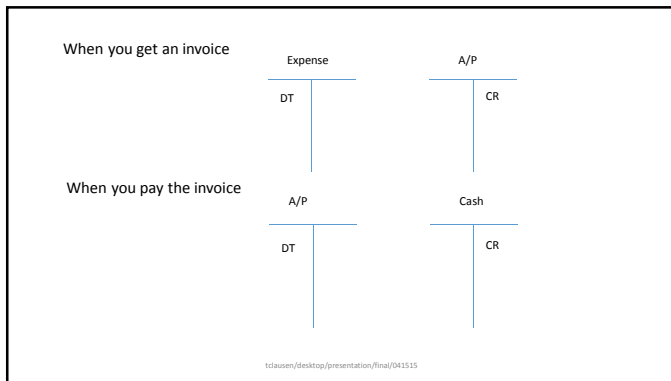 When you get an invoice
Expense A/P
DT CR
When you pay the invoice
A/P Cash
DT CR
tclausen/desktop/presentation/final/041515